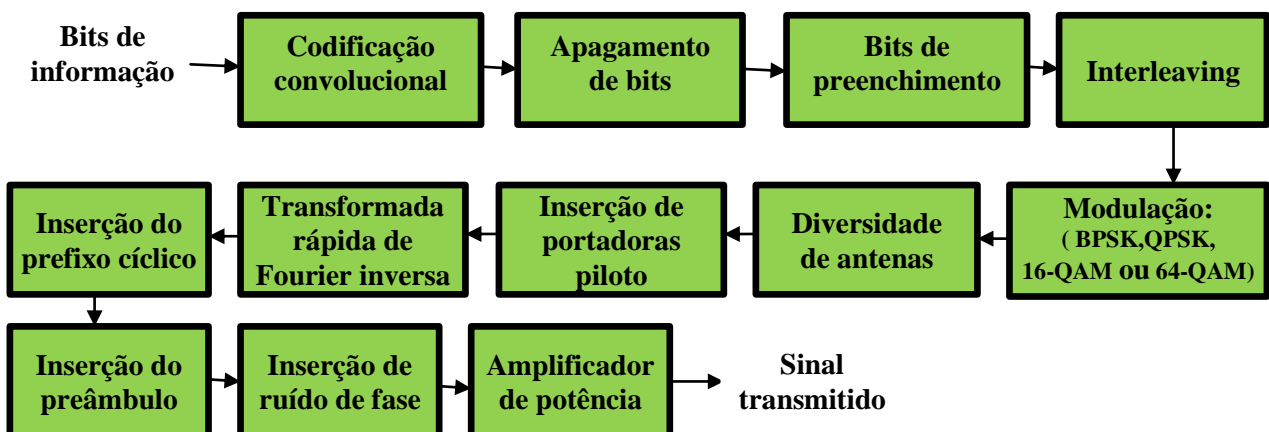 Bits de
informação
Codificação
convolucional
Apagamento
de bits
Bits de
preenchimento
Interleaving
Modulação:
( BPSK,QPSK,
16-QAM ou 64-QAM)
Diversidade
de antenas
Inserção de
portadoras
piloto
Transformada
rápida de
Fourier inversa
Inserção do
prefixo cíclico
Inserção do
preâmbulo
Inserção de
ruído de fase
Amplificador
de potência
Sinal
transmitido